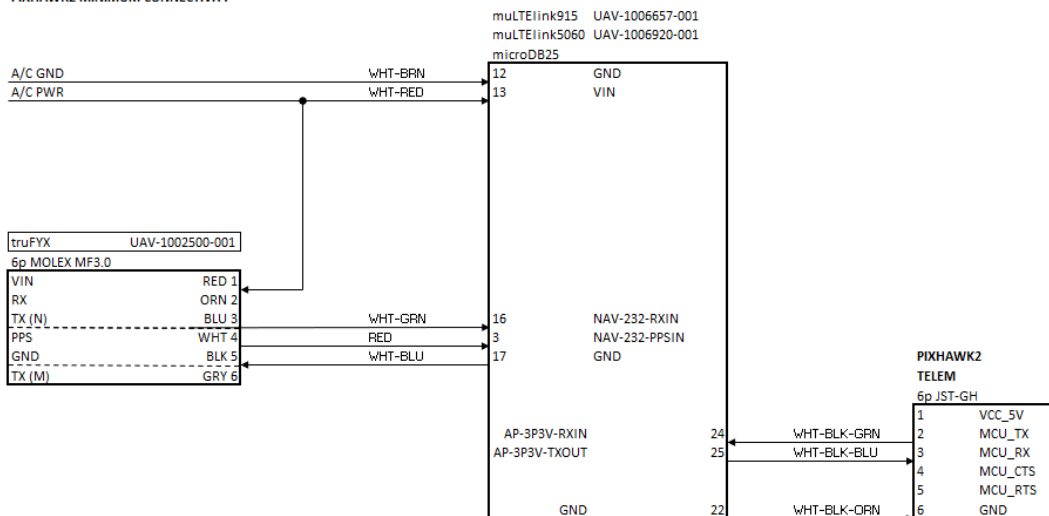 PIXHAWK2 MINIMUM CONNECTIVITY
muLTElink915 UAV-1006657-001
muLTElink5060 UAV-1006920-001
microDB25
A/C GND WHT-BRN 12 GND
A/C PWR WHT-RED 13 VIN
truFYX UAV-1002500-001
6p MOLEX MF3.0
VIN RED 1
RX ORN 2
TX (N) BLU 3 WHT-GRN 16 NAV-232-RXIN
PPS WHT 4 RED 3 NAV-232-PPSIN
GND BLK 5 WHT-BLU 17 GND
TX (M) GRY 6
PIXHAWK2
TELEM
6p JST-GH
1 VCC_5V
AP-3P3V-RXIN 24 WHT-BLK-GRN 2 MCU_TX
AP-3P3V-TXOUT 25 WHT-BLK-BLU 3 MCU_RX
4 MCU_CTS
5 MCU_RTS
GND 22 WHT-BLK-ORN 6 GND